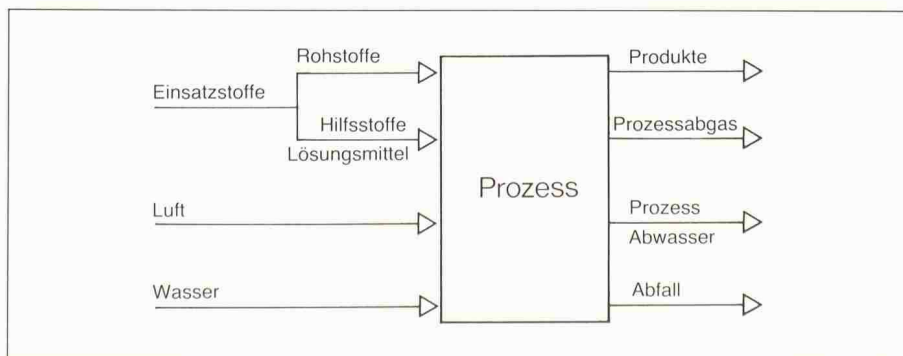 Rohstoffe
Einsatzstoffe
Hilfsstoffe
Lösungsmittel
Luft
Wasser
Prozess
Produkte
Prozessabgas
Prozess
Abwasser
Abfall